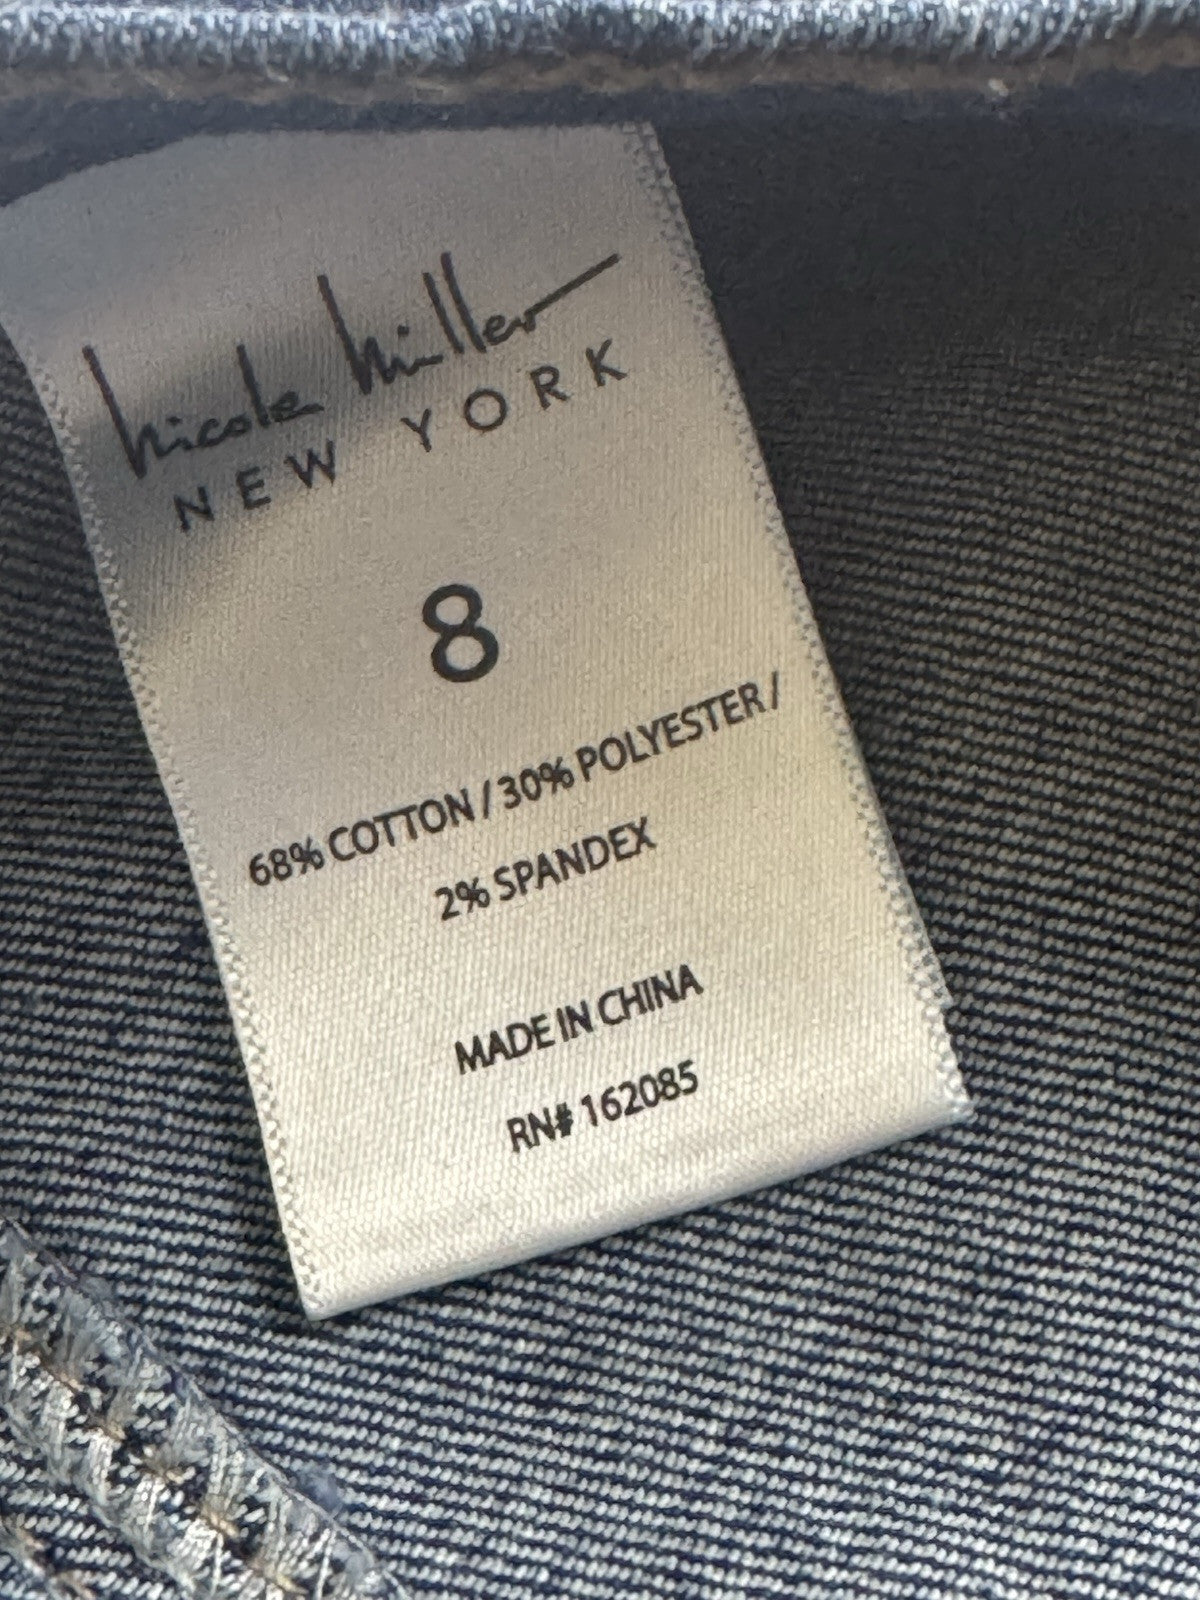 Nicole Miller
NEW YORK
8
68% COTTON / 30% POLYESTER /
2% SPANDEX
MADE IN CHINA
RN# 162085